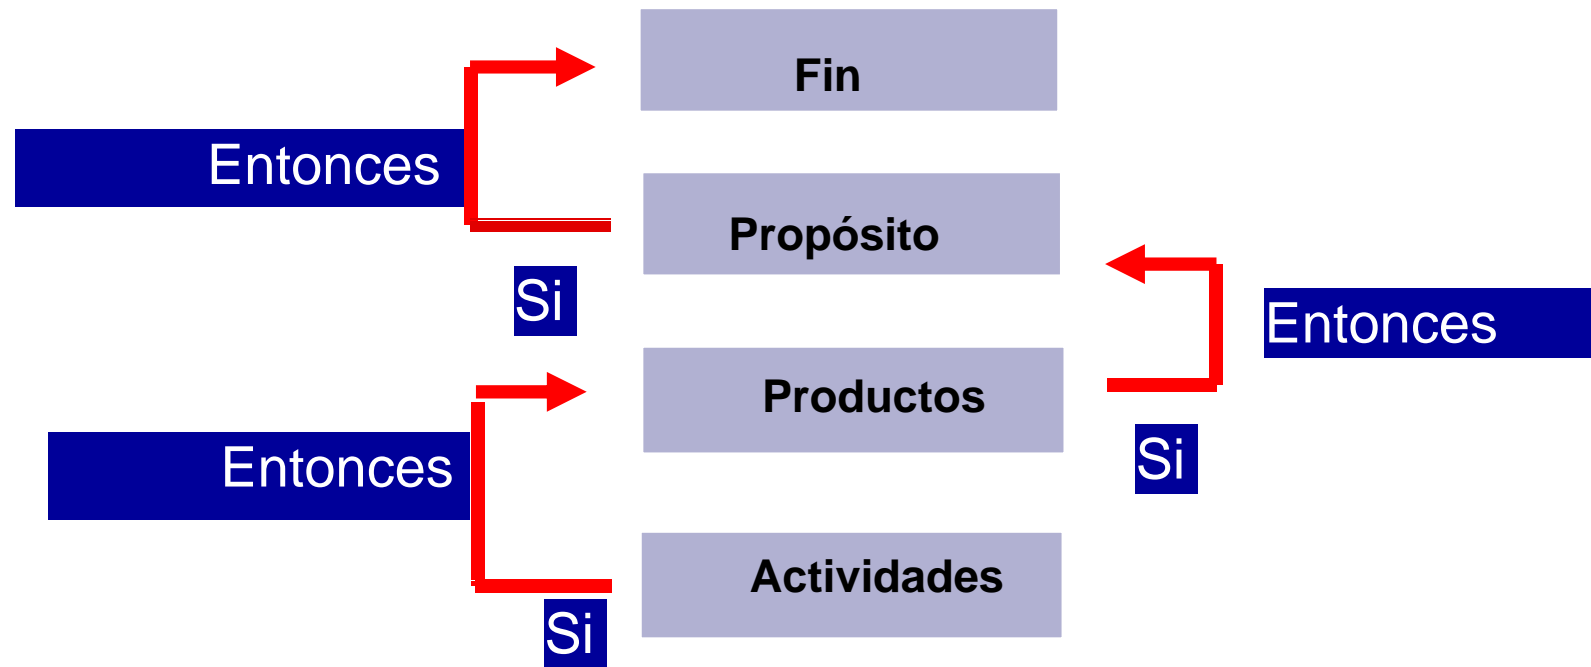 Fin
Entonces
Propósito
Si
Entonces
Productos
Entonces
Si
Actividades
Si